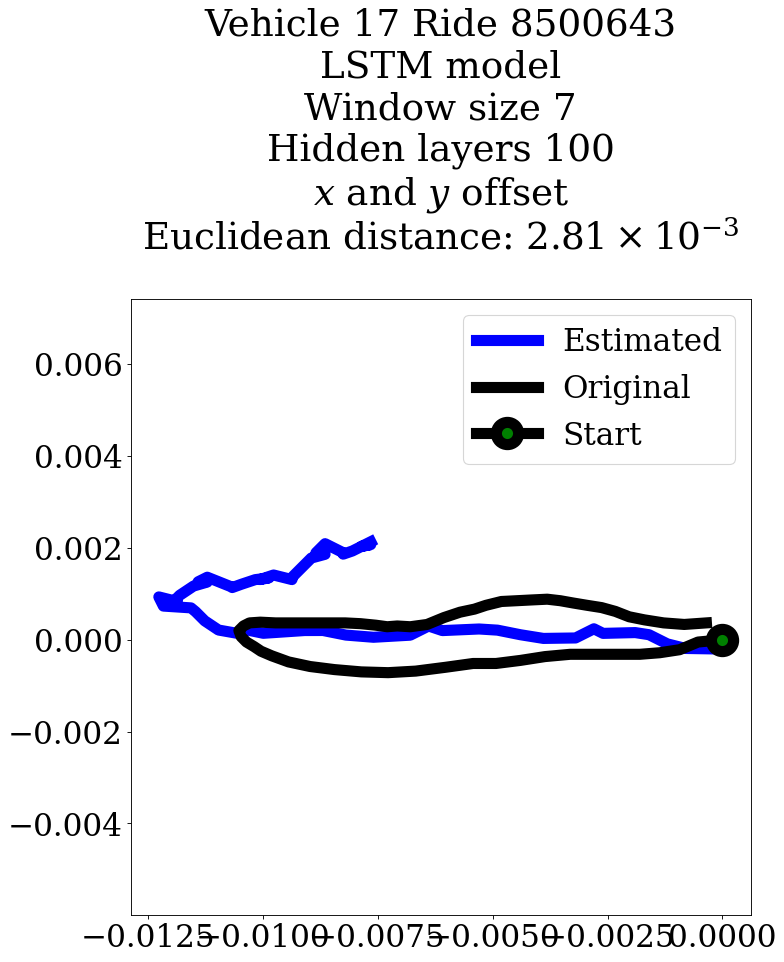 Vehicle 17 Ride 8500643
LSTM model
Window size 7
Hidden layers 100
x and y offset
Euclidean distance: 2.81 × 10⁻³
Estimated
Original
Start
0.006
0.004
0.002
0.000
−0.002
−0.004
−0.0125 −0.0100 −0.0075 −0.0050 −0.0025 0.0000